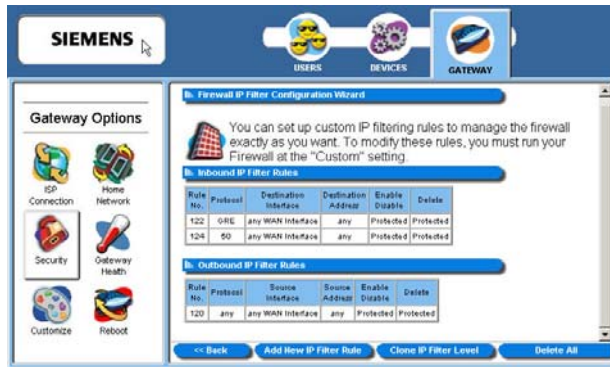 SIEMENS
USERS
DEVICES
GATEWAY
Gateway Options
ISP
Connection
Home
Network
Security
Gateway
Health
Customize
Reboot
Firewall IP Filter Configuration Wizard
You can set up custom IP filtering rules to manage the firewall
exactly as you want. To modify these rules, you must run your
Firewall at the "Custom" setting.
Inbound IP Filter Rules
Rule No. Protocol Destination Interface Destination Address Enable Disable Delete
122 GRE any WAN Interface any Protected Protected
124 50 any WAN Interface any Protected Protected
Outbound IP Filter Rules
Rule No. Protocol Source Interface Source Address Enable Disable Delete
120 any any WAN Interface any Protected Protected
<< Back Add New IP Filter Rule Clone IP Filter Level Delete All